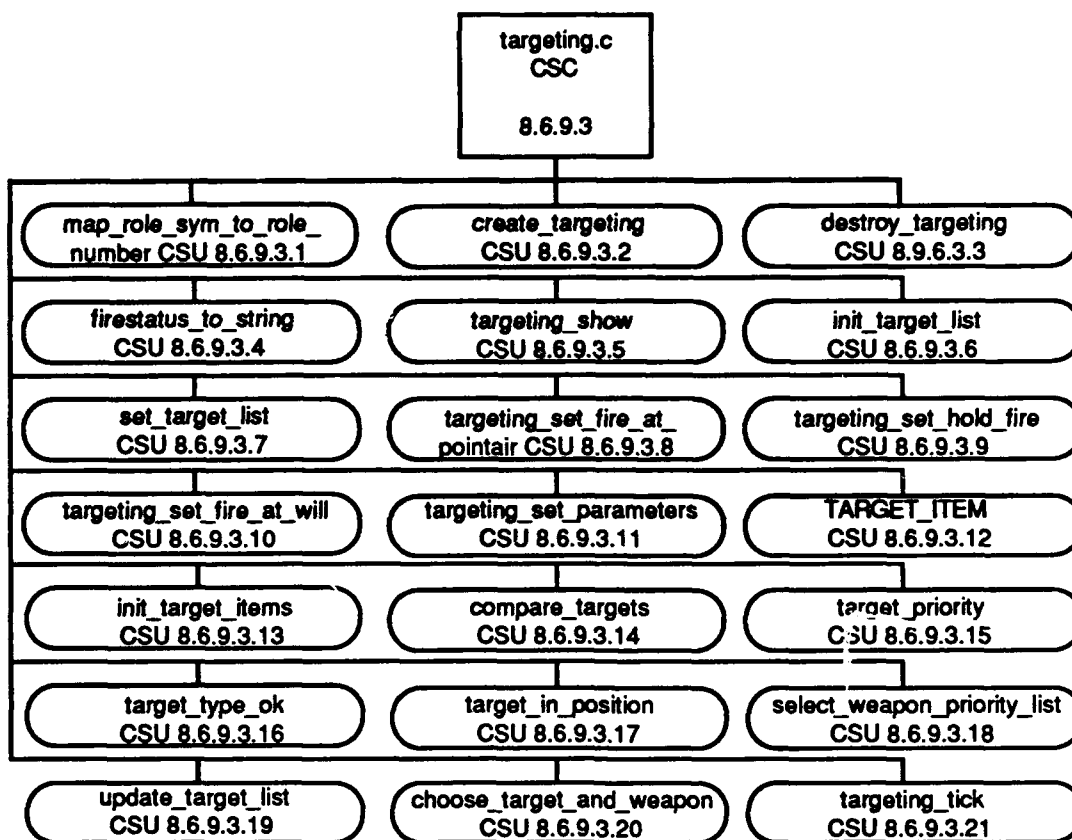 targeting.c
CSC
8.6.9.3
map_role_sym_to_role_
number CSU 8.6.9.3.1
create_targeting
CSU 8.6.9.3.2
destroy_targeting
CSU 8.9.6.3.3
firestatus_to_string
CSU 8.6.9.3.4
targeting_show
CSU 8.6.9.3.5
init_target_list
CSU 8.6.9.3.6
set_target_list
CSU 8.6.9.3.7
targeting_set_fire_at_
pointair CSU 8.6.9.3.8
targeting_set_hold_fire
CSU 8.6.9.3.9
targeting_set_fire_at_will
CSU 8.6.9.3.10
targeting_set_parameters
CSU 8.6.9.3.11
TARGET_ITEM
CSU 8.6.9.3.12
init_target_items
CSU 8.6.9.3.13
compare_targets
CSU 8.6.9.3.14
target_priority
CSU 8.6.9.3.15
target_type_ok
CSU 8.6.9.3.16
target_in_position
CSU 8.6.9.3.17
select_weapon_priority_list
CSU 8.6.9.3.18
update_target_list
CSU 8.6.9.3.19
choose_target_and_weapon
CSU 8.6.9.3.20
targeting_tick
CSU 8.6.9.3.21